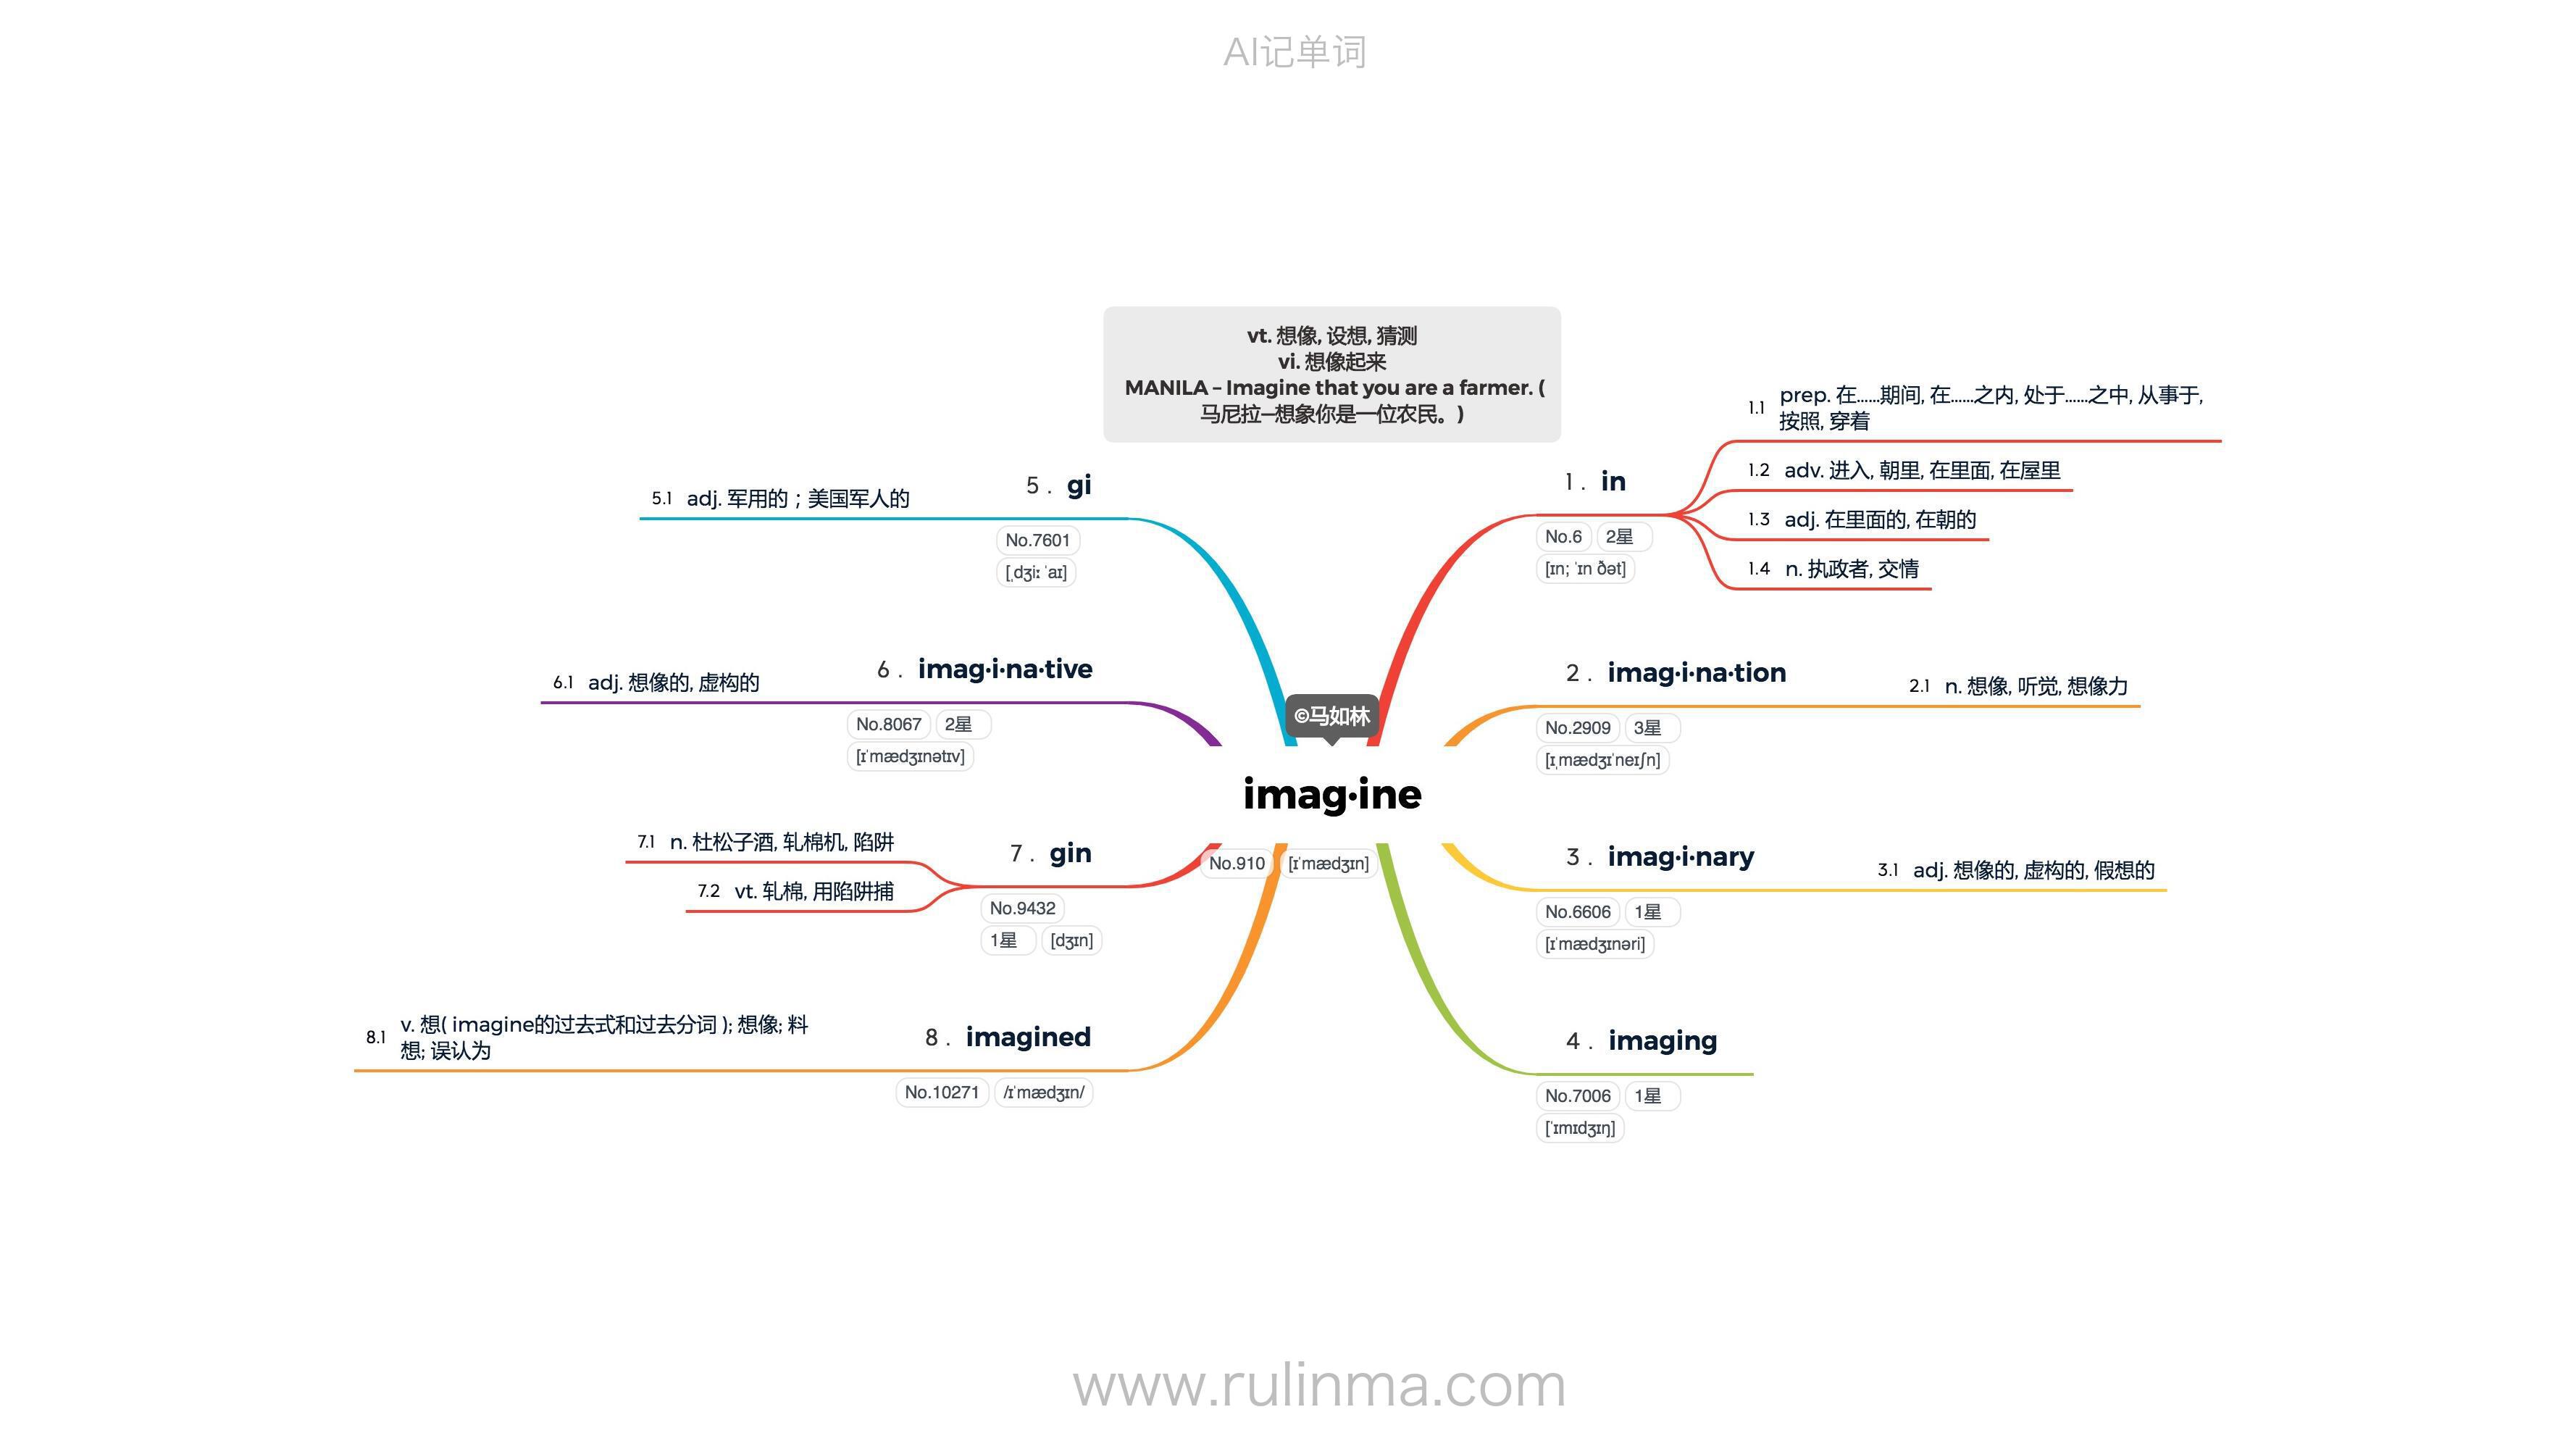 AI记单词
vt. 想像, 设想, 猜测
vi. 想像起来
MANILA – Imagine that you are a farmer. (
马尼拉—想象你是一位农民。)
©马如林
imag·ine
No.910 [ɪˈmædʒɪn]
1 . in
No.6 2星
[ɪn; ˈɪn ðət]
1.1 prep. 在……期间, 在……之内, 处于……之中, 从事于,
按照, 穿着
1.2 adv. 进入, 朝里, 在里面, 在屋里
1.3 adj. 在里面的, 在朝的
1.4 n. 执政者, 交情
2 . imag·i·na·tion
No.2909 3星
[ɪˌmædʒɪˈneɪʃn]
2.1 n. 想像, 听觉, 想像力
3 . imag·i·nary
No.6606 1星
[ɪˈmædʒɪnəri]
3.1 adj. 想像的, 虚构的, 假想的
4 . imaging
No.7006 1星
[ˈɪmɪdʒɪŋ]
5 . gi
No.7601
[ˌdʒiː ˈaɪ]
5.1 adj. 军用的；美国军人的
6 . imag·i·na·tive
No.8067 2星
[ɪˈmædʒɪnətɪv]
6.1 adj. 想像的, 虚构的
7 . gin
No.9432
1星 [dʒɪn]
7.1 n. 杜松子酒, 轧棉机, 陷阱
7.2 vt. 轧棉, 用陷阱捕
8 . imagined
No.10271 /ɪˈmædʒɪn/
8.1 v. 想( imagine的过去式和过去分词 ); 想像; 料
想; 误认为
www.rulinma.com